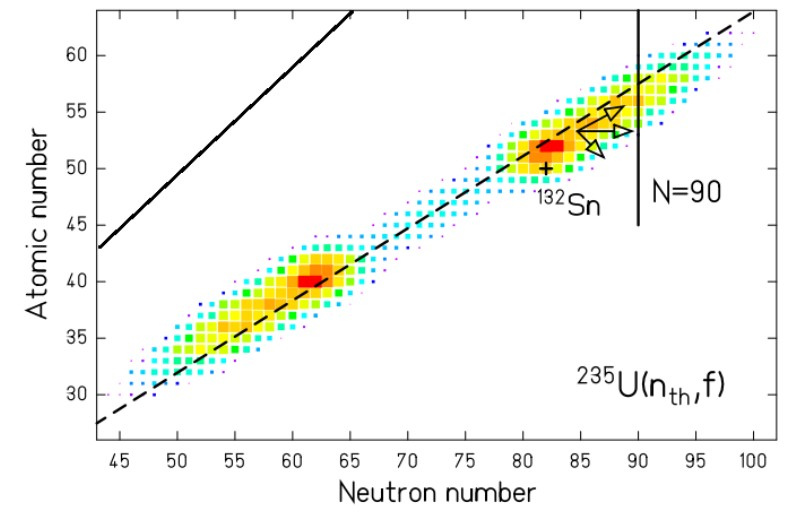 60
55
50
45
40
35
30
Atomic number
¹³²Sn
N=90
²³⁵U(nₜₕ,f)
45 50 55 60 65 70 75 80 85 90 95 100
Neutron number